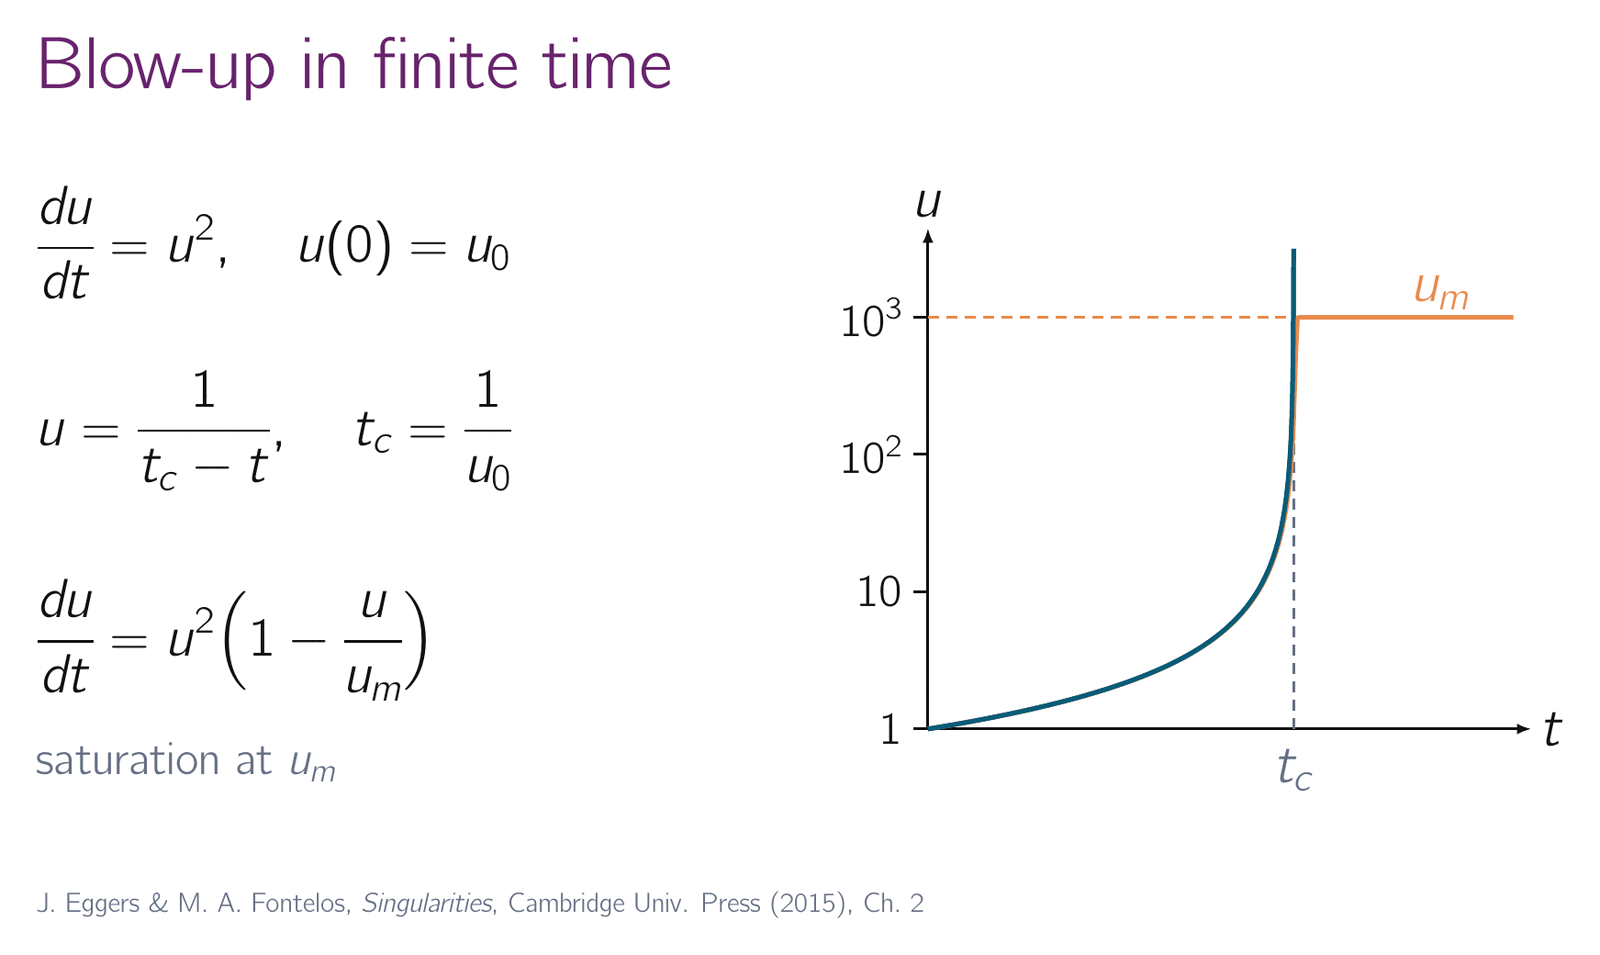 Blow-up in finite time
du/dt = u², u(0) = u₀
u = 1/(t_c − t), t_c = 1/u₀
du/dt = u²(1 − u/u_m)
saturation at u_m
u
10³
u_m
10²
10
1
t
t_c
J. Eggers & M. A. Fontelos, Singularities, Cambridge Univ. Press (2015), Ch. 2